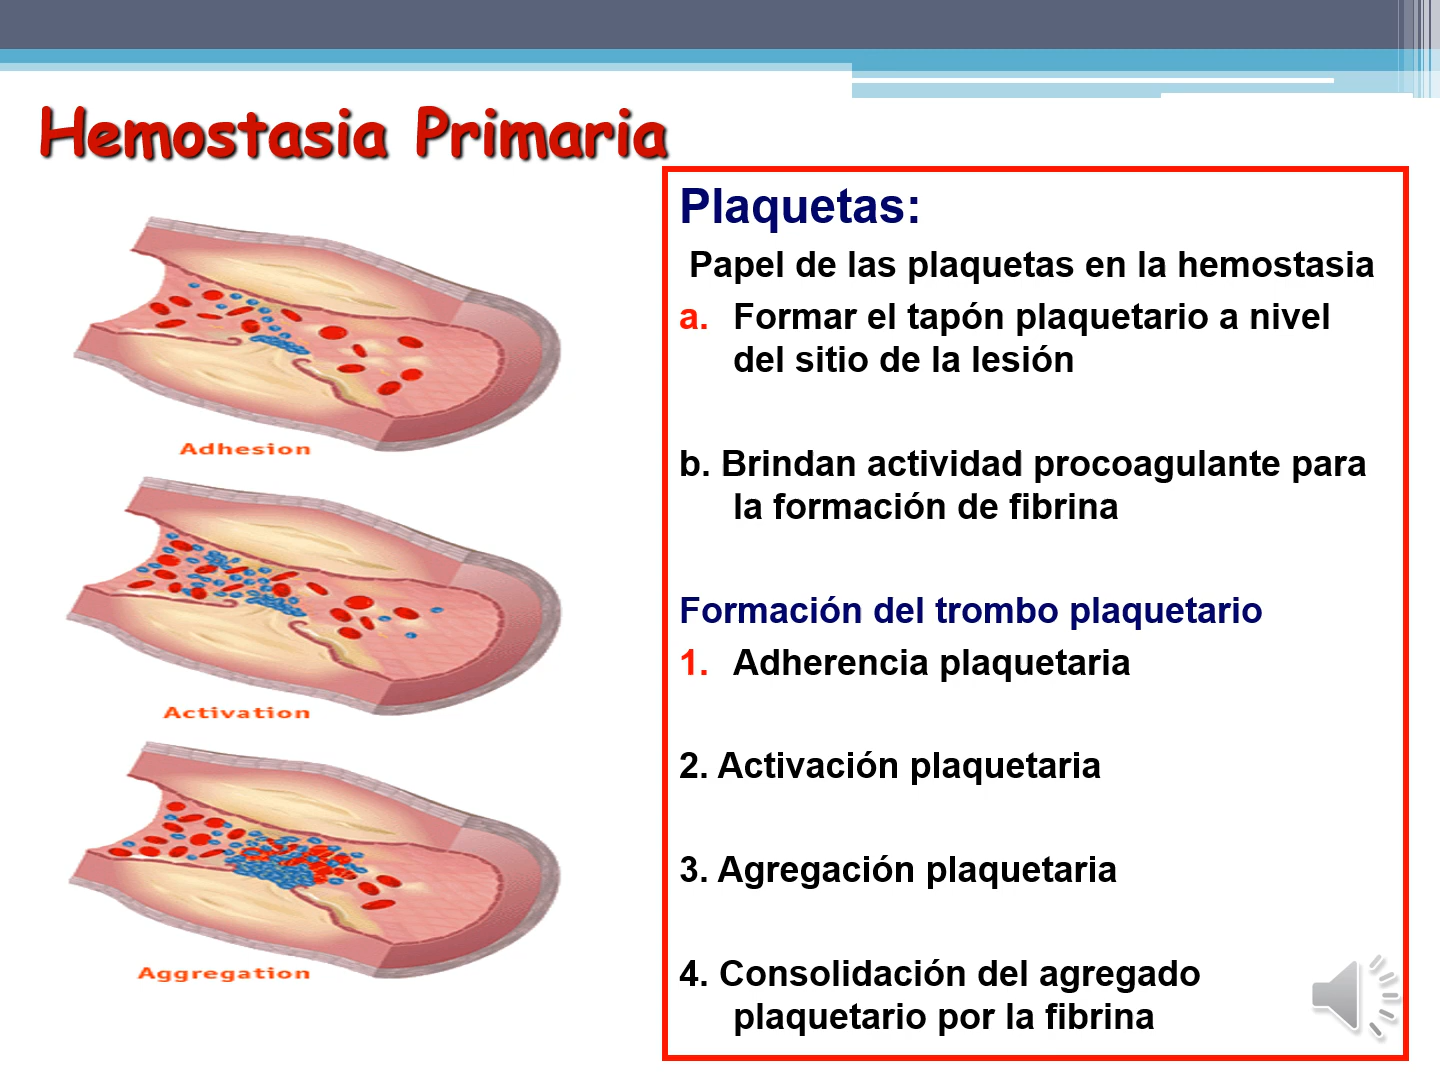 Hemostasia Primaria
Adhesion
Activation
Aggregation
Plaquetas:
Papel de las plaquetas en la hemostasia
a. Formar el tapón plaquetario a nivel
del sitio de la lesión
b. Brindan actividad procoagulante para
la formación de fibrina
Formación del trombo plaquetario
1. Adherencia plaquetaria
2. Activación plaquetaria
3. Agregación plaquetaria
4. Consolidación del agregado
plaquetario por la fibrina